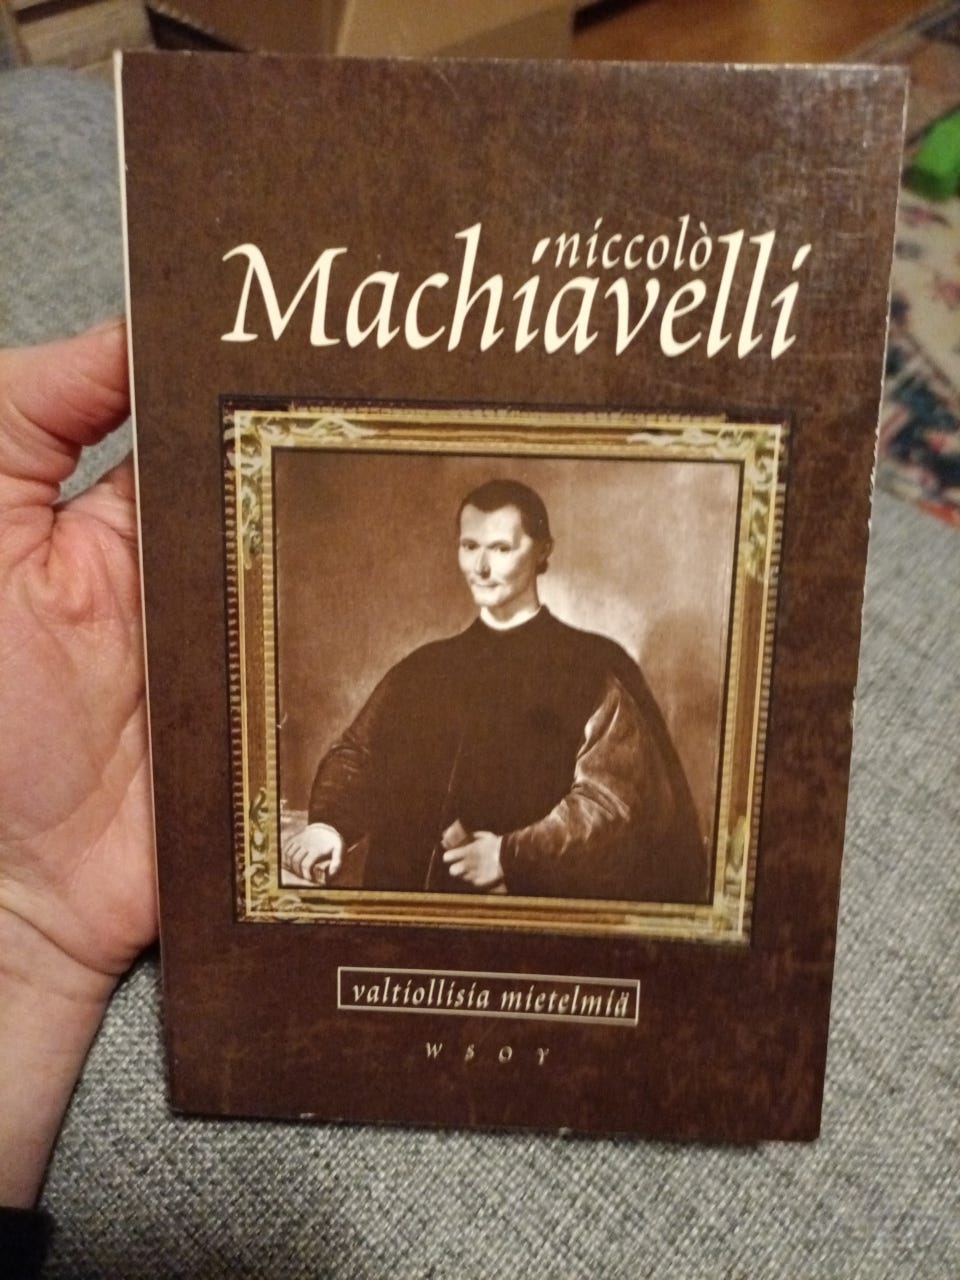 niccolò
Machiavelli
valtiollisia mietelmiä
WSOY